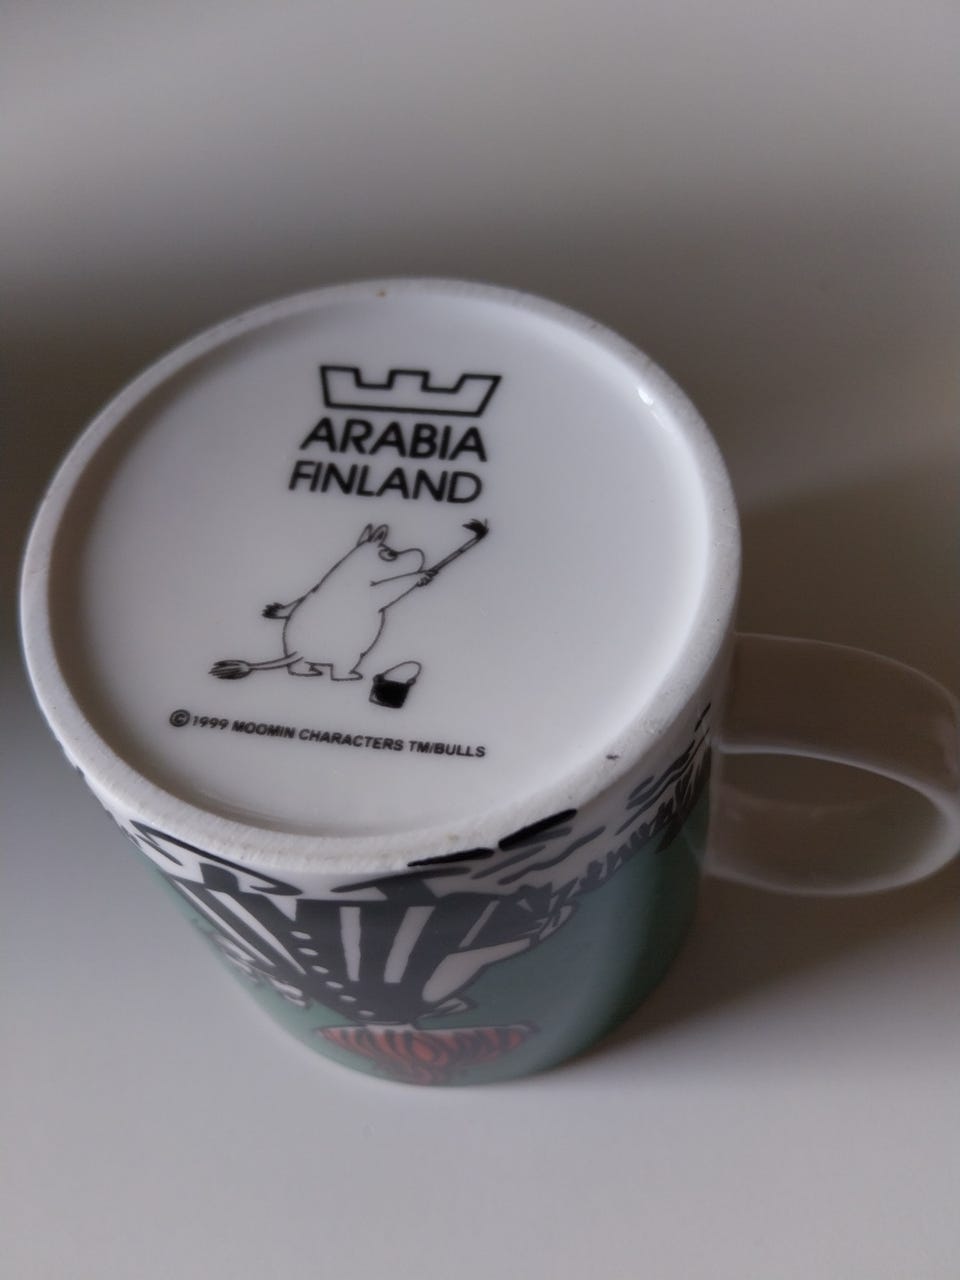 ARABIA
FINLAND
© 1999 MOOMIN CHARACTERS TM/BULLS